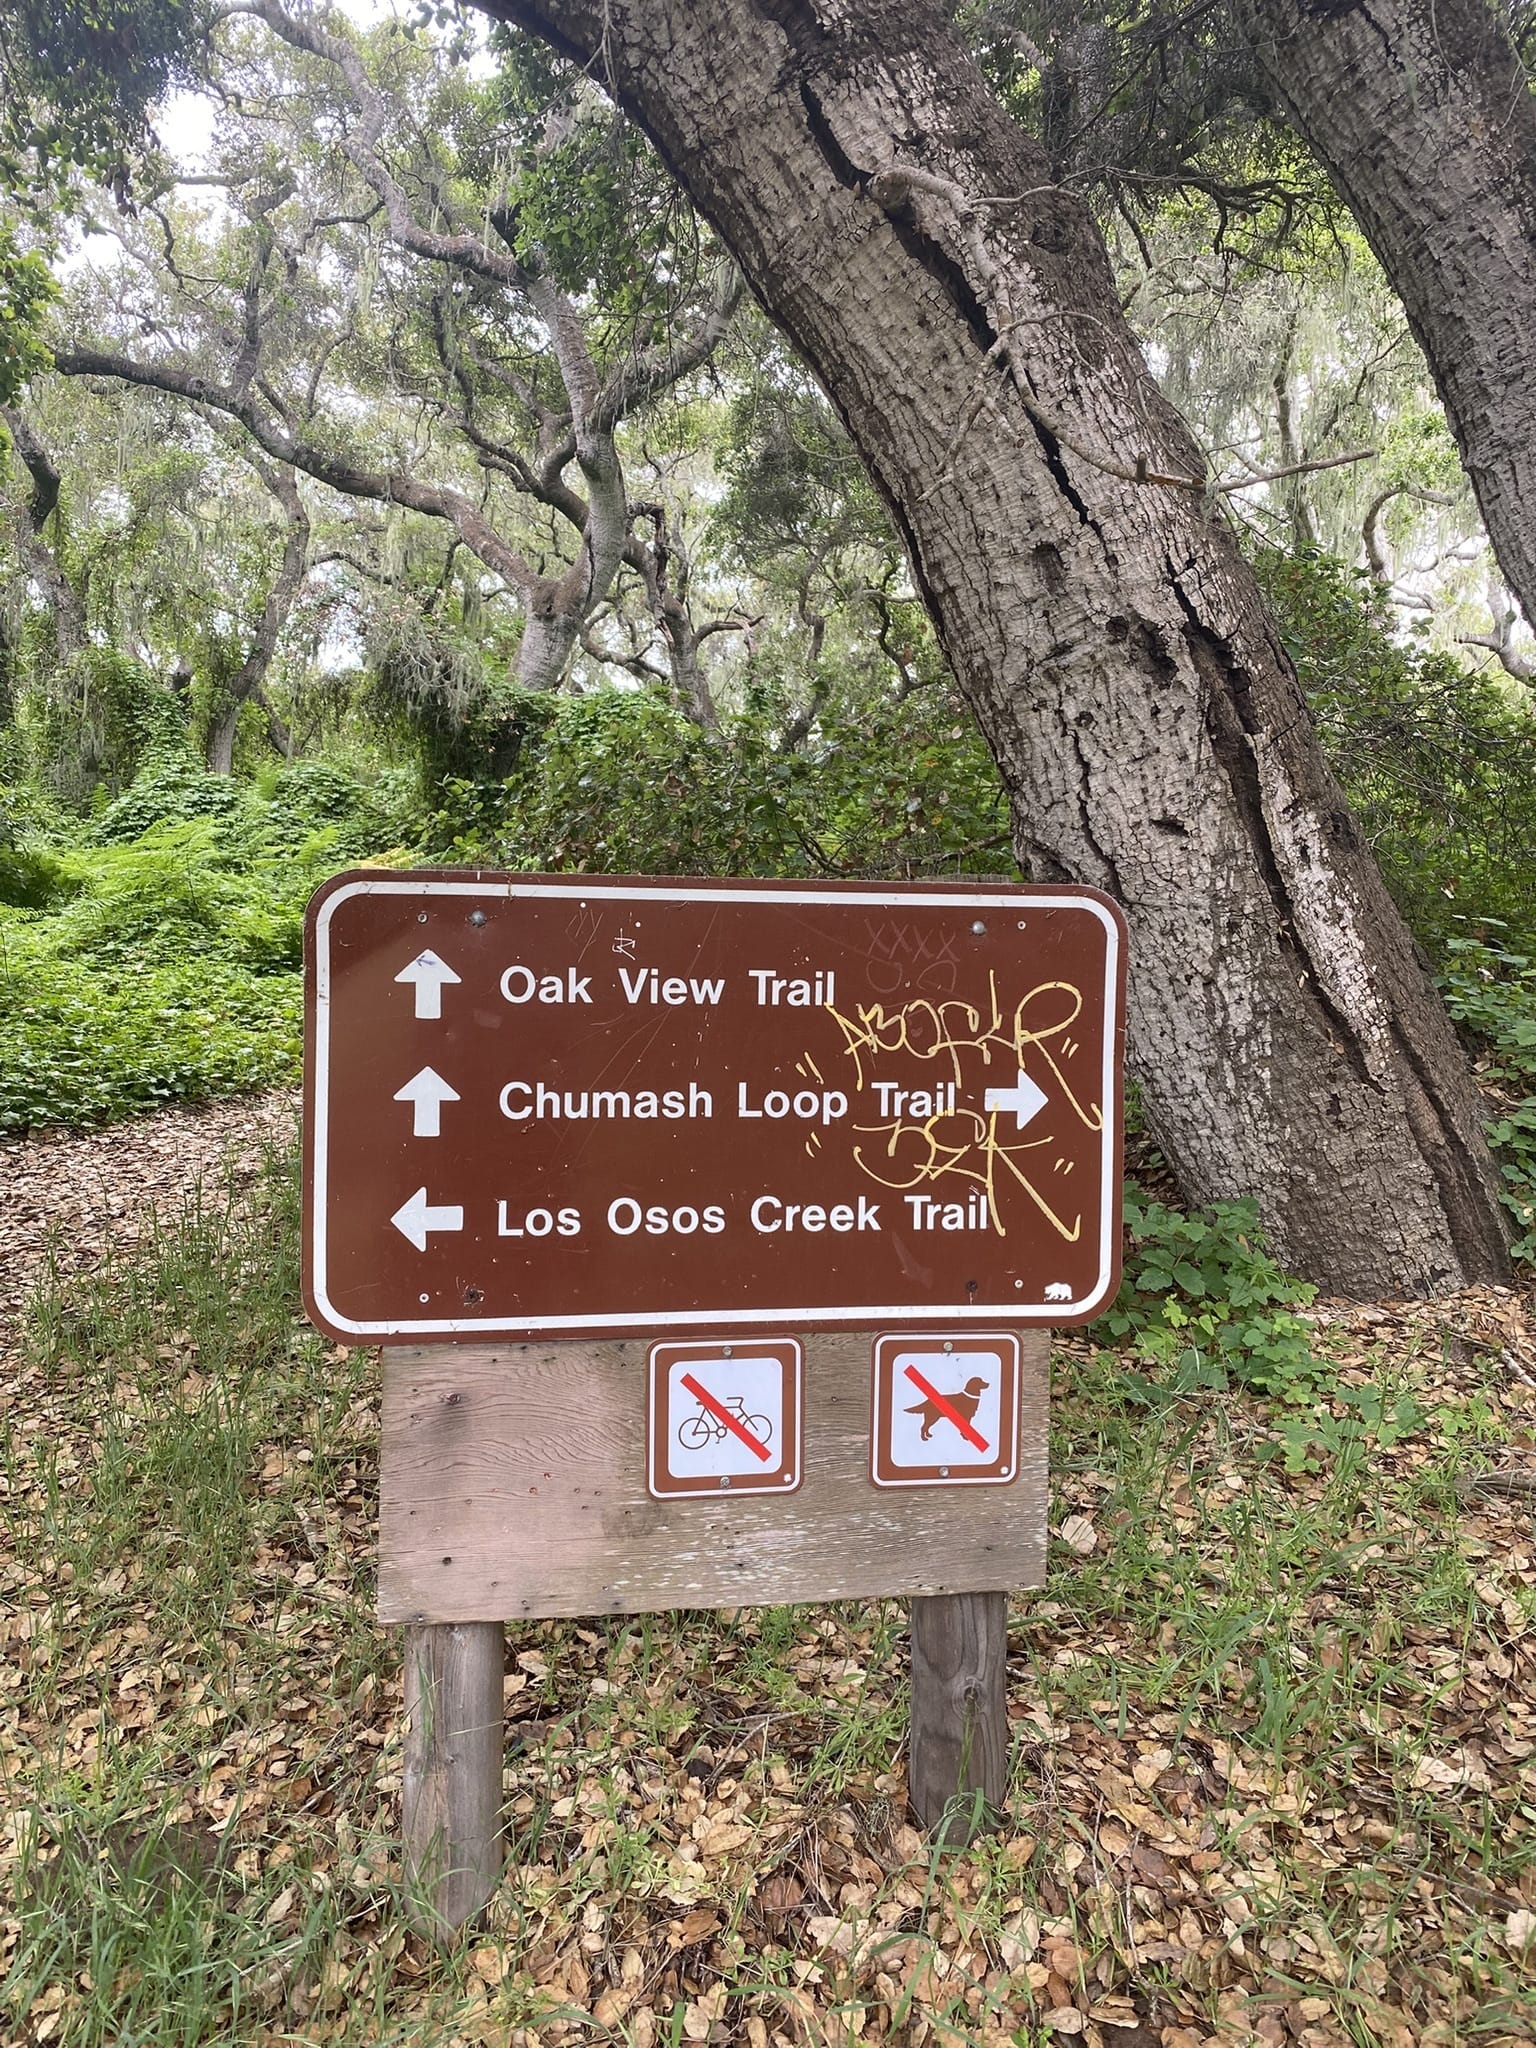 Oak View Trail
Chumash Loop Trail
Los Osos Creek Trail